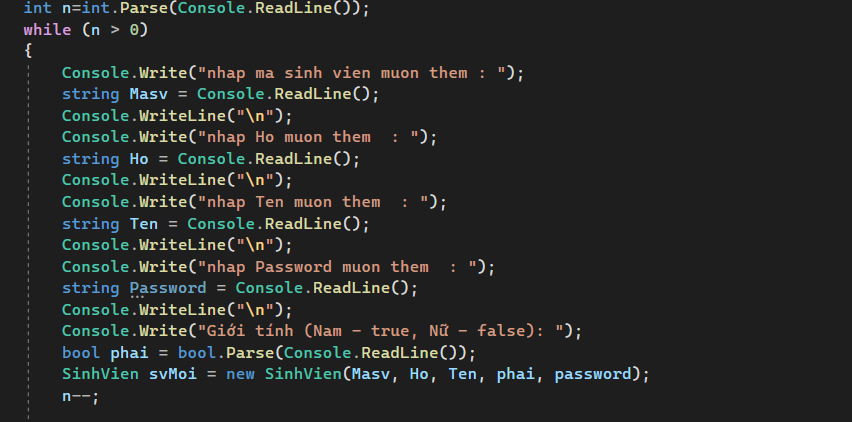 int n=int.Parse(Console.ReadLine());
while (n > 0)
{
Console.Write("nhap ma sinh vien muon them : ");
string Masv = Console.ReadLine();
Console.WriteLine("\n");
Console.Write("nhap Ho muon them  : ");
string Ho = Console.ReadLine();
Console.WriteLine("\n");
Console.Write("nhap Ten muon them  : ");
string Ten = Console.ReadLine();
Console.WriteLine("\n");
Console.Write("nhap Password muon them  : ");
string Password = Console.ReadLine();
Console.WriteLine("\n");
Console.Write("Giới tính (Nam - true, Nữ - false): ");
bool phai = bool.Parse(Console.ReadLine());
SinhVien svMoi = new SinhVien(Masv, Ho, Ten, phai, password);
n--;